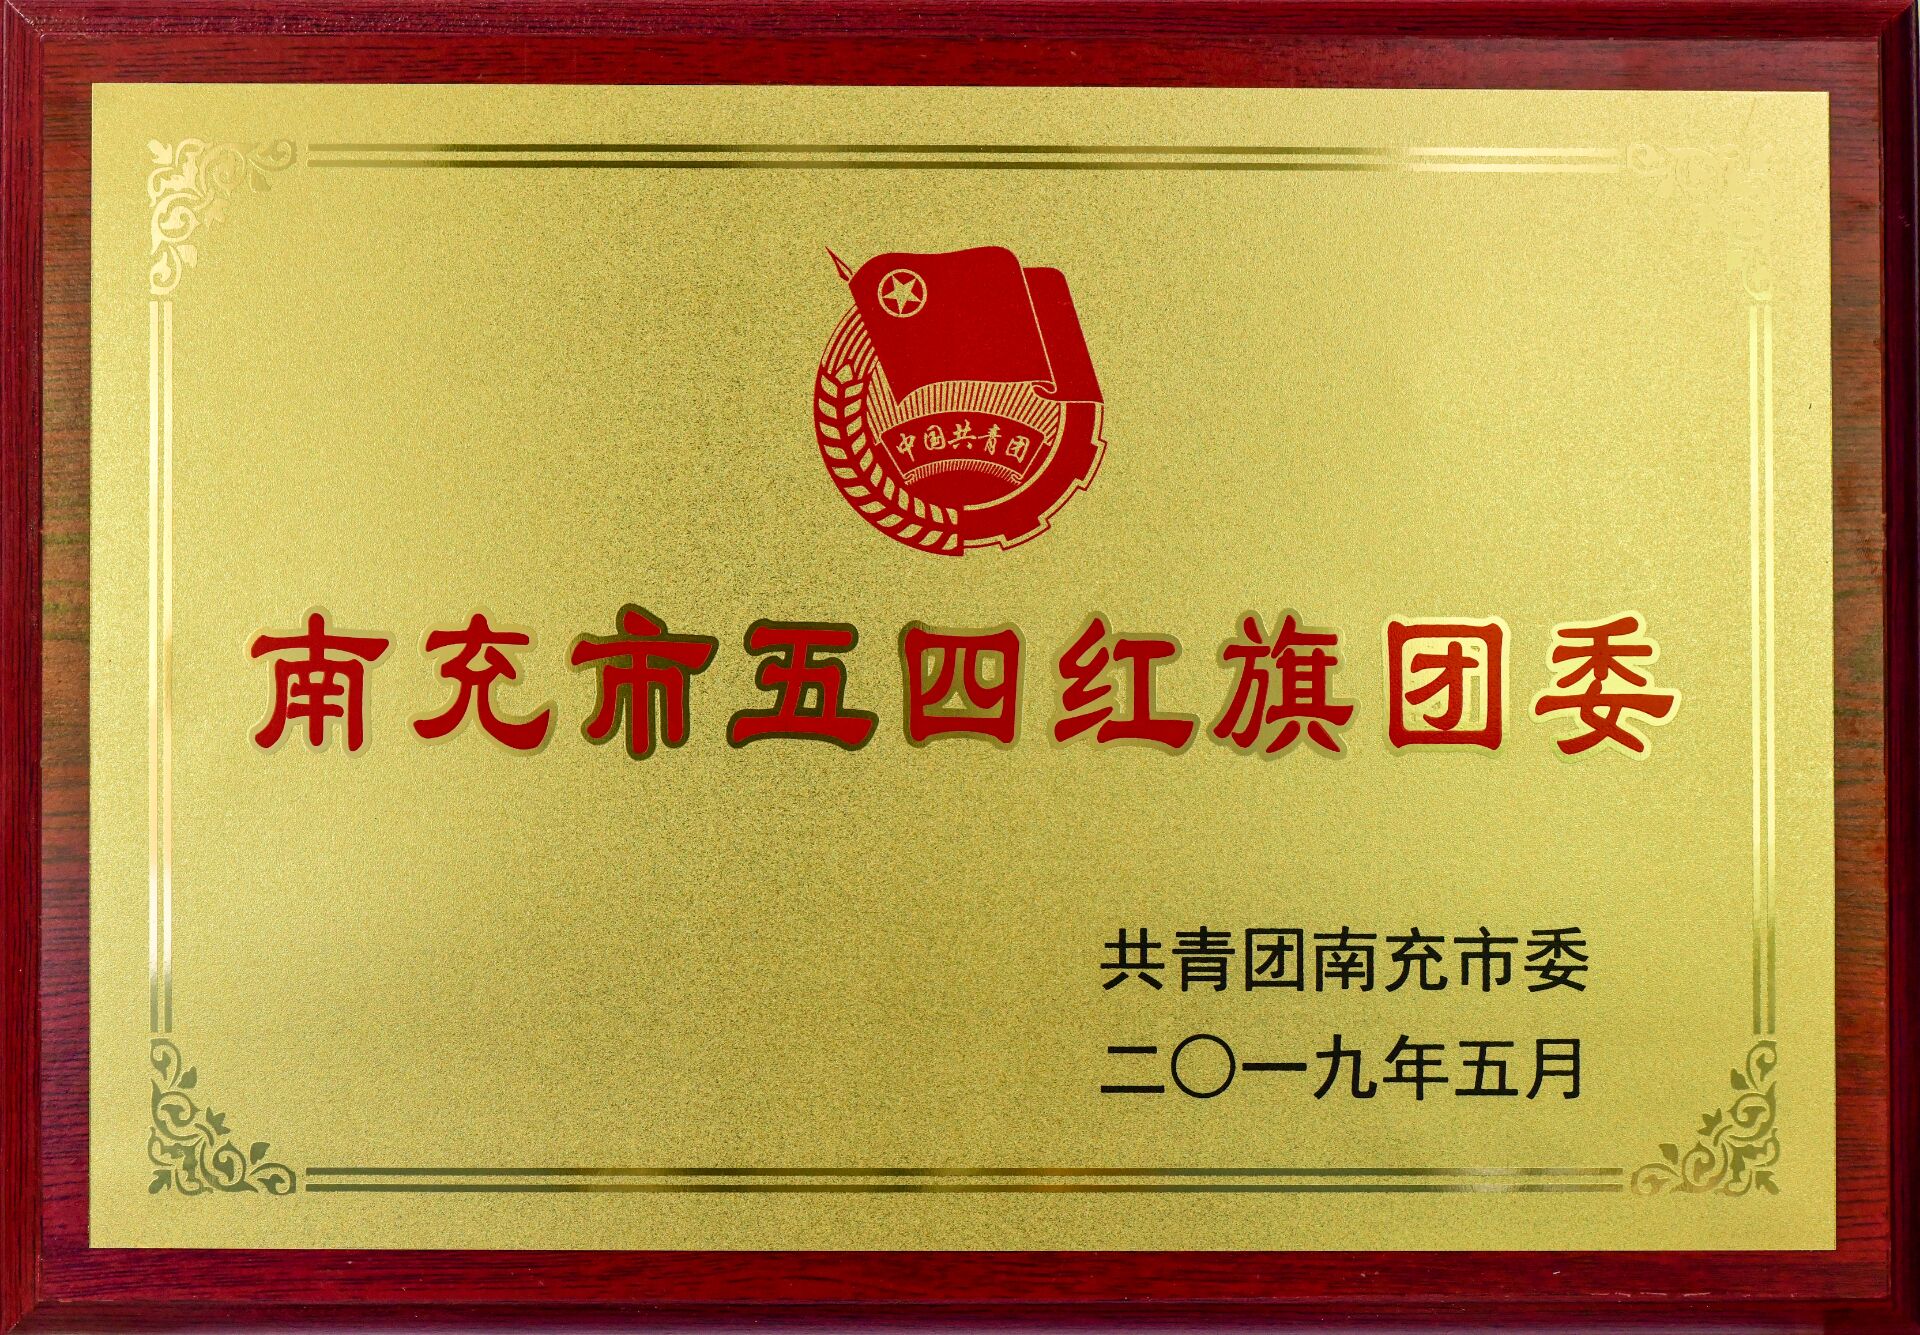 中国共青团
南充市五四红旗团委
共青团南充市委
二〇一九年五月